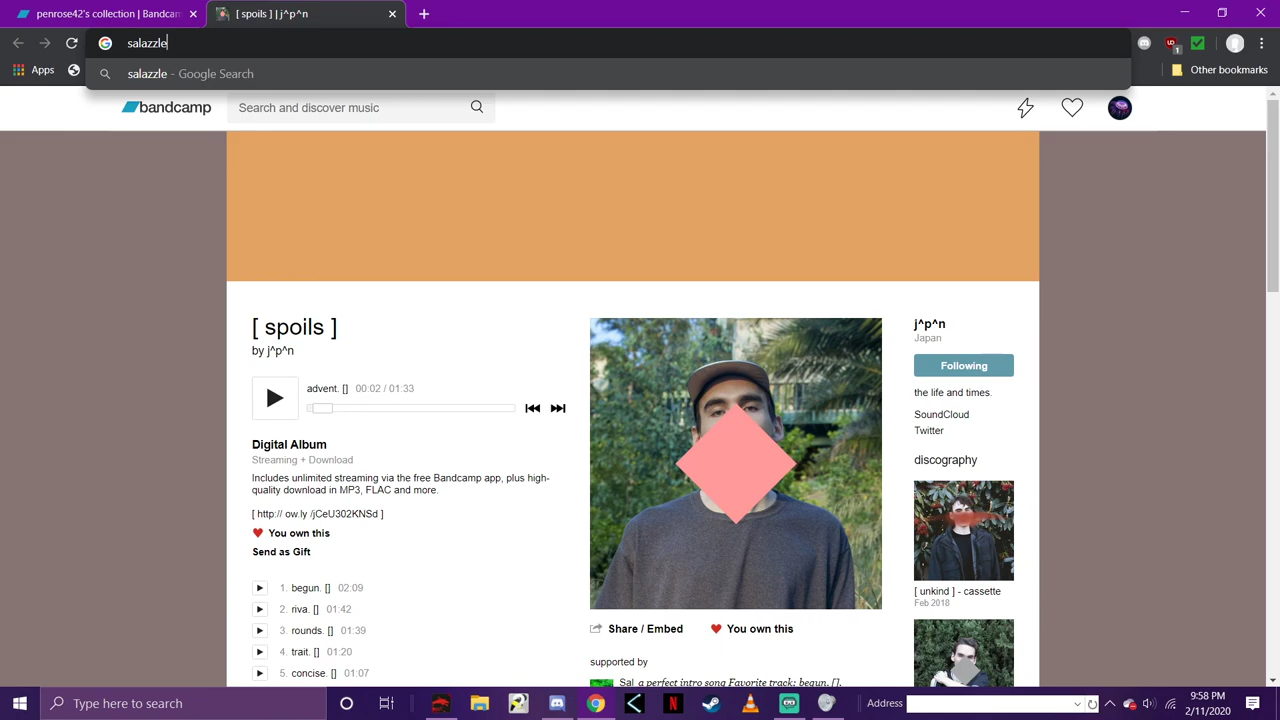 penrose42's collection | Bandcam
[ spoils ] | j^p^n
salazzle
salazzle - Google Search
Apps
Other bookmarks
1
bandcamp
Search and discover music
[ spoils ]
by j^p^n
advent. [] 00:02 / 01:33
Digital Album
Streaming + Download
Includes unlimited streaming via the free Bandcamp app, plus high-
quality download in MP3, FLAC and more.
[ http:// ow.ly /jCeU302KNSd ]
You own this
Send as Gift
1. begun. [] 02:09
2. riva. [] 01:42
3. rounds. [] 01:39
4. trait. [] 01:20
5. concise. [] 01:07
Share / Embed
You own this
supported by
Sal a perfect intro song Favorite track: begun. [].
j^p^n
Japan
Following
the life and times.
SoundCloud
Twitter
discography
[ unkind ] - cassette
Feb 2018
Type here to search
Address
9:58 PM
2/11/2020